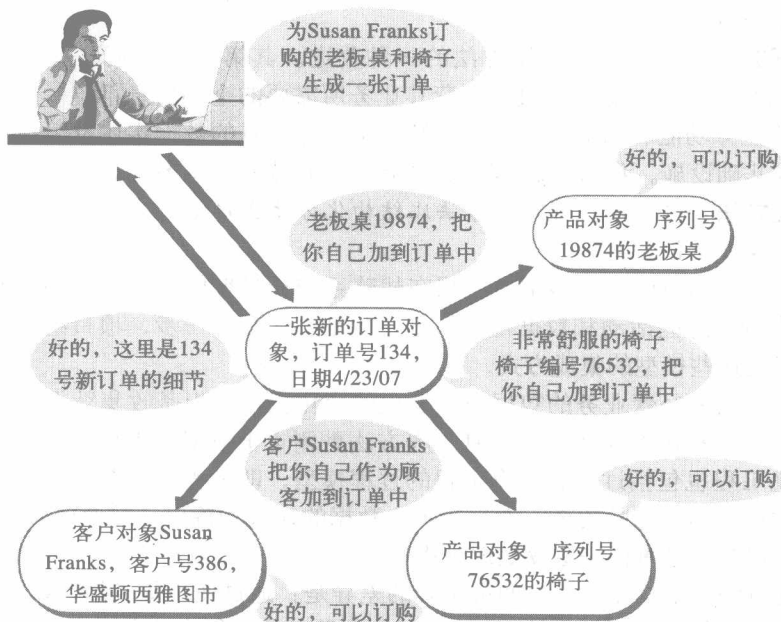 为Susan Franks订
购的老板桌和椅子
生成一张订单
好的，可以订购
老板桌19874，把
你自己加到订单中
产品对象 序列号
19874的老板桌
好的，这里是134
号新订单的细节
一张新的订单对
象，订单号134，
日期4/23/07
非常舒服的椅子
椅子编号76532，把
你自己加到订单中
客户Susan Franks
把你自己作为顾
客加到订单中
好的，可以订购
客户对象Susan
Franks，客户号386，
华盛顿西雅图市
产品对象 序列号
76532的椅子
好的，可以订购